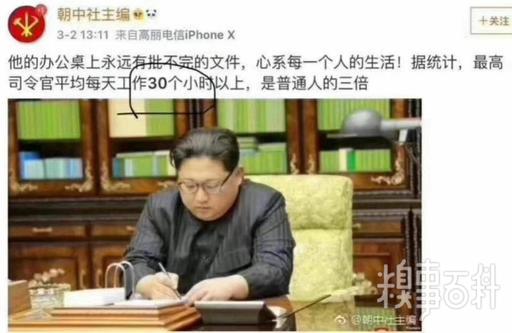 朝中社主编
3-2 13:11 来自高丽电信iPhone X
+关注
他的办公桌上永远有批不完的文件，心系每一个人的生活！据统计，最高
司令官平均每天工作30个小时以上，是普通人的三倍
@朝中社主编
糗事百科